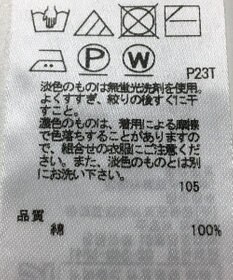 P W
P23T
淡色のものは無蛍光洗剤を使用。
よくすすぎ、絞りの後すぐに干
すこと。
濃色のものは、着用による摩擦
で色落ちすることがありますので、
組合せの衣服にご注意くだ
さい。また、淡色のものとは別
にお洗い下さい。
105
品質
綿 100%